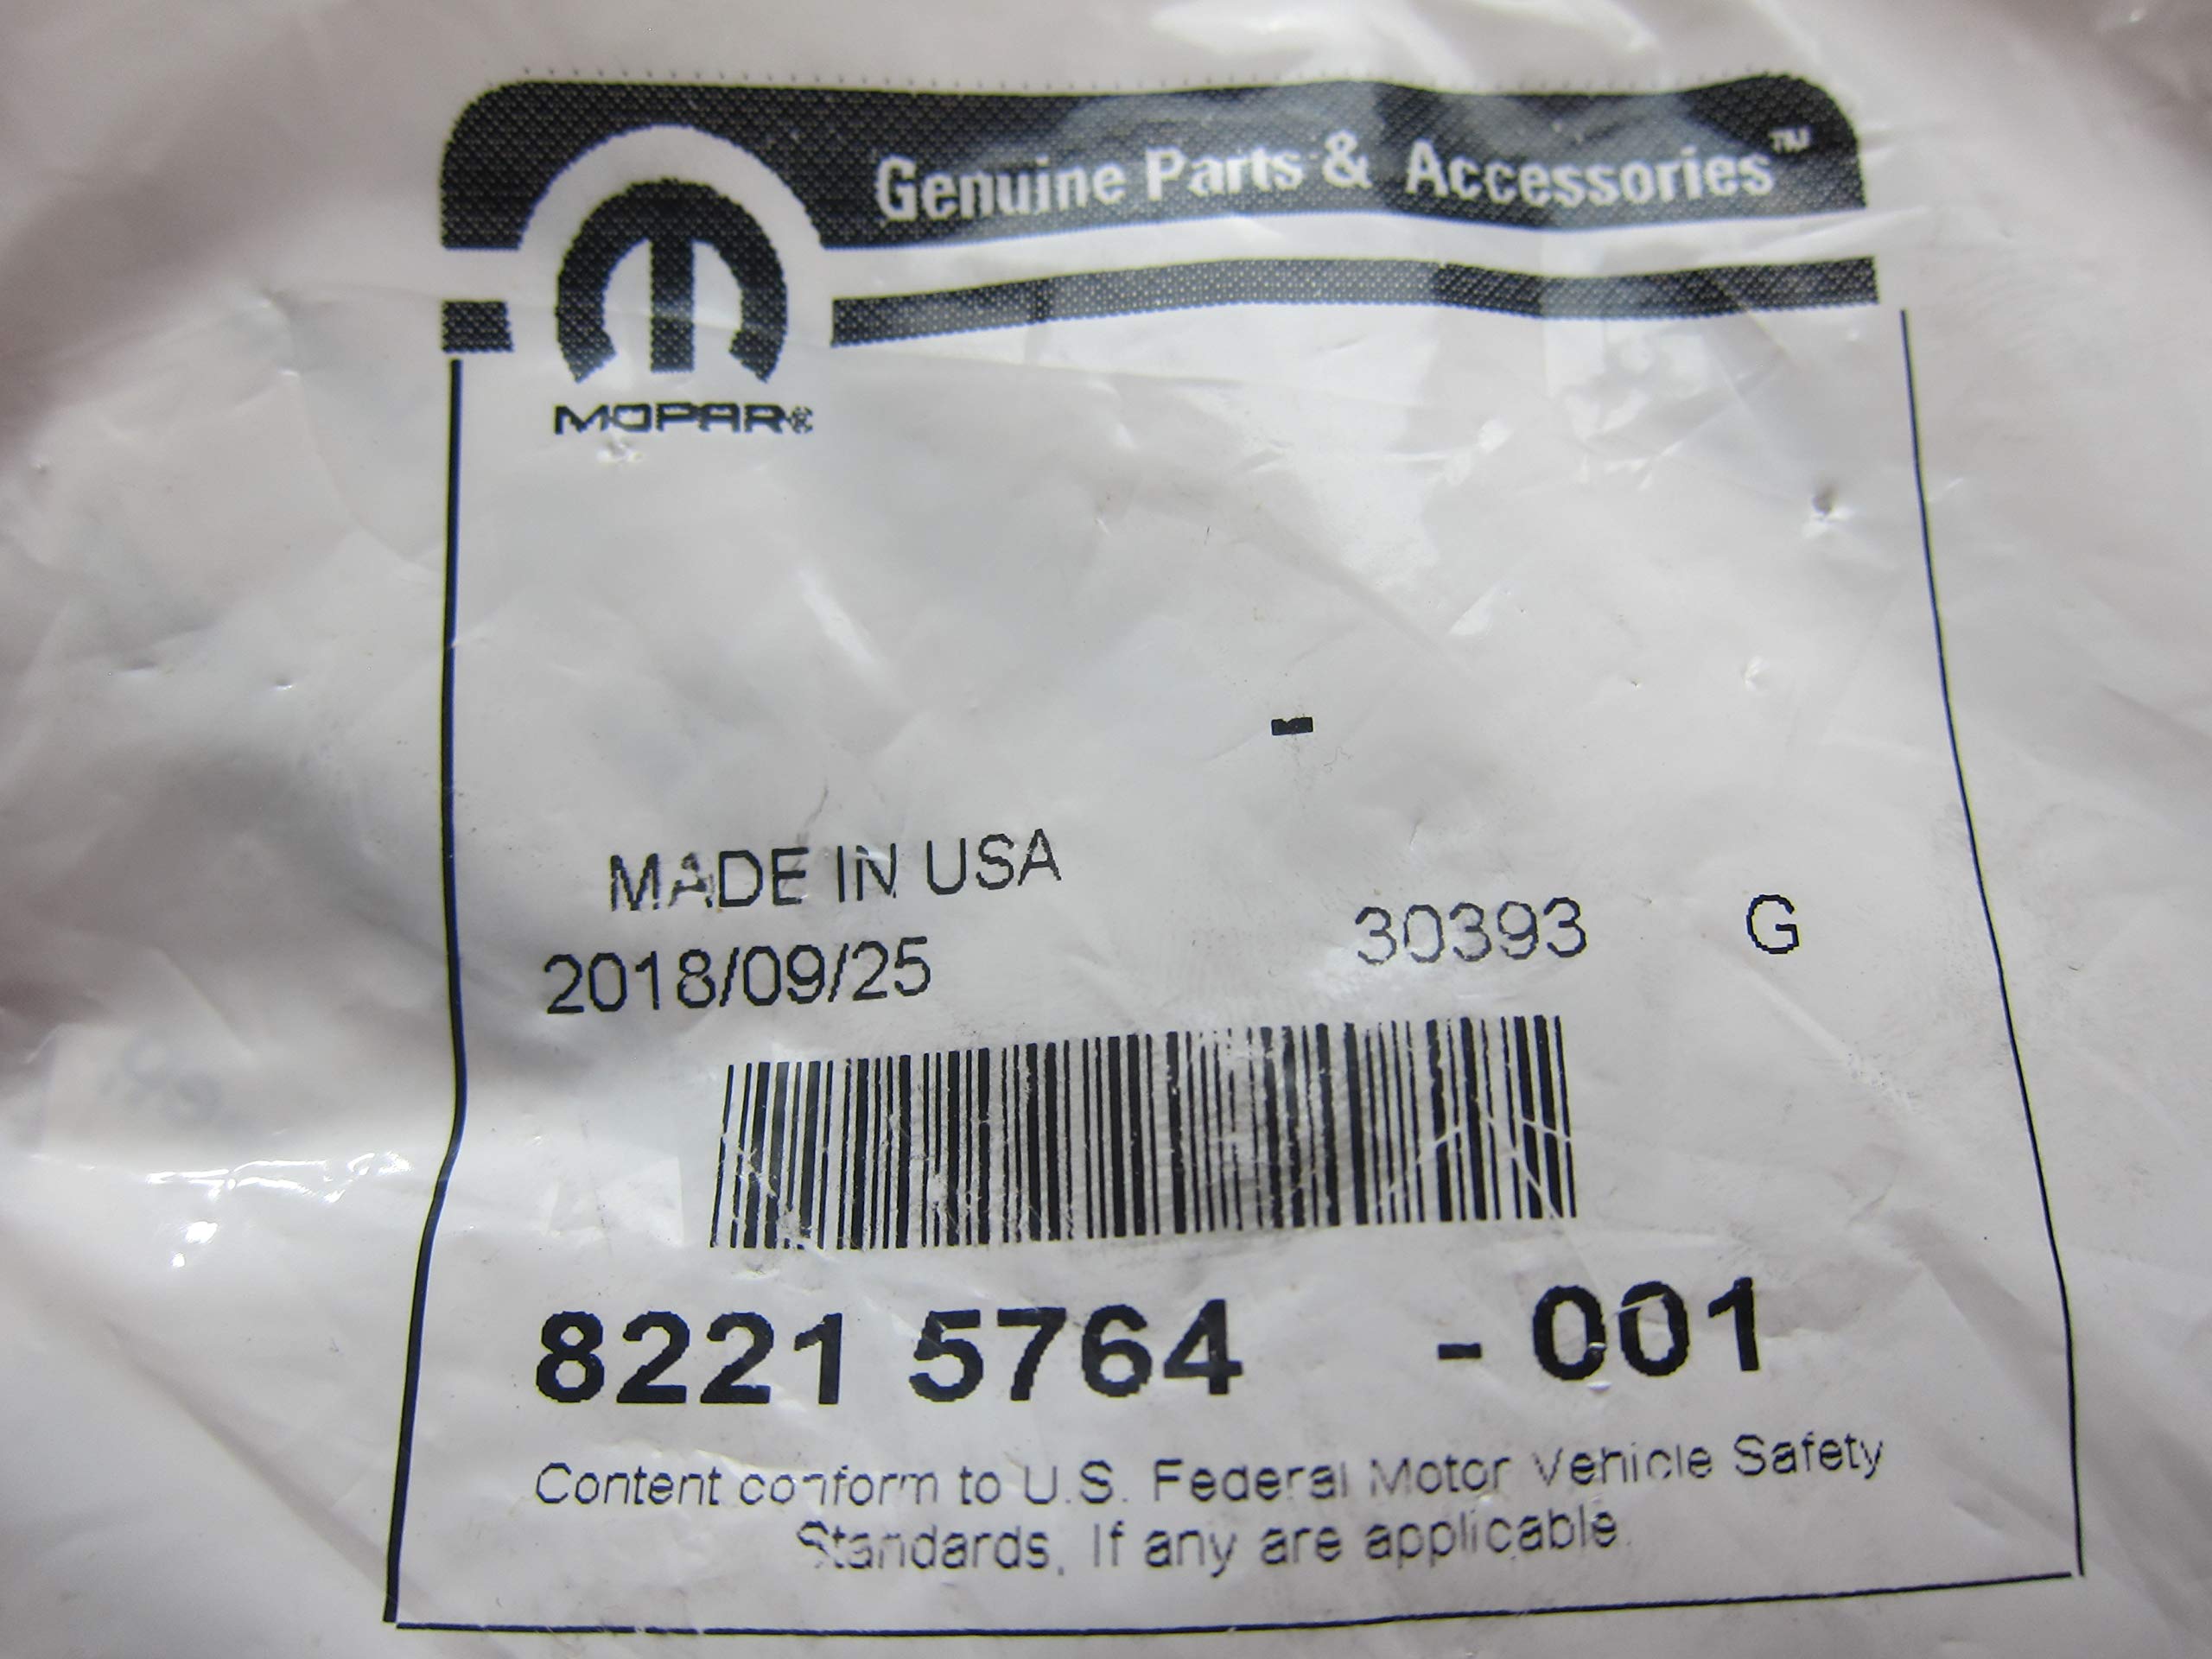 Genuine Parts & Accessories™
MOPAR®
-
MADE IN USA
2018/09/25 30393 G
8221 5764 - 001
Content conform to U.S. Federal Motor Vehicle Safety
Standards, If any are applicable.